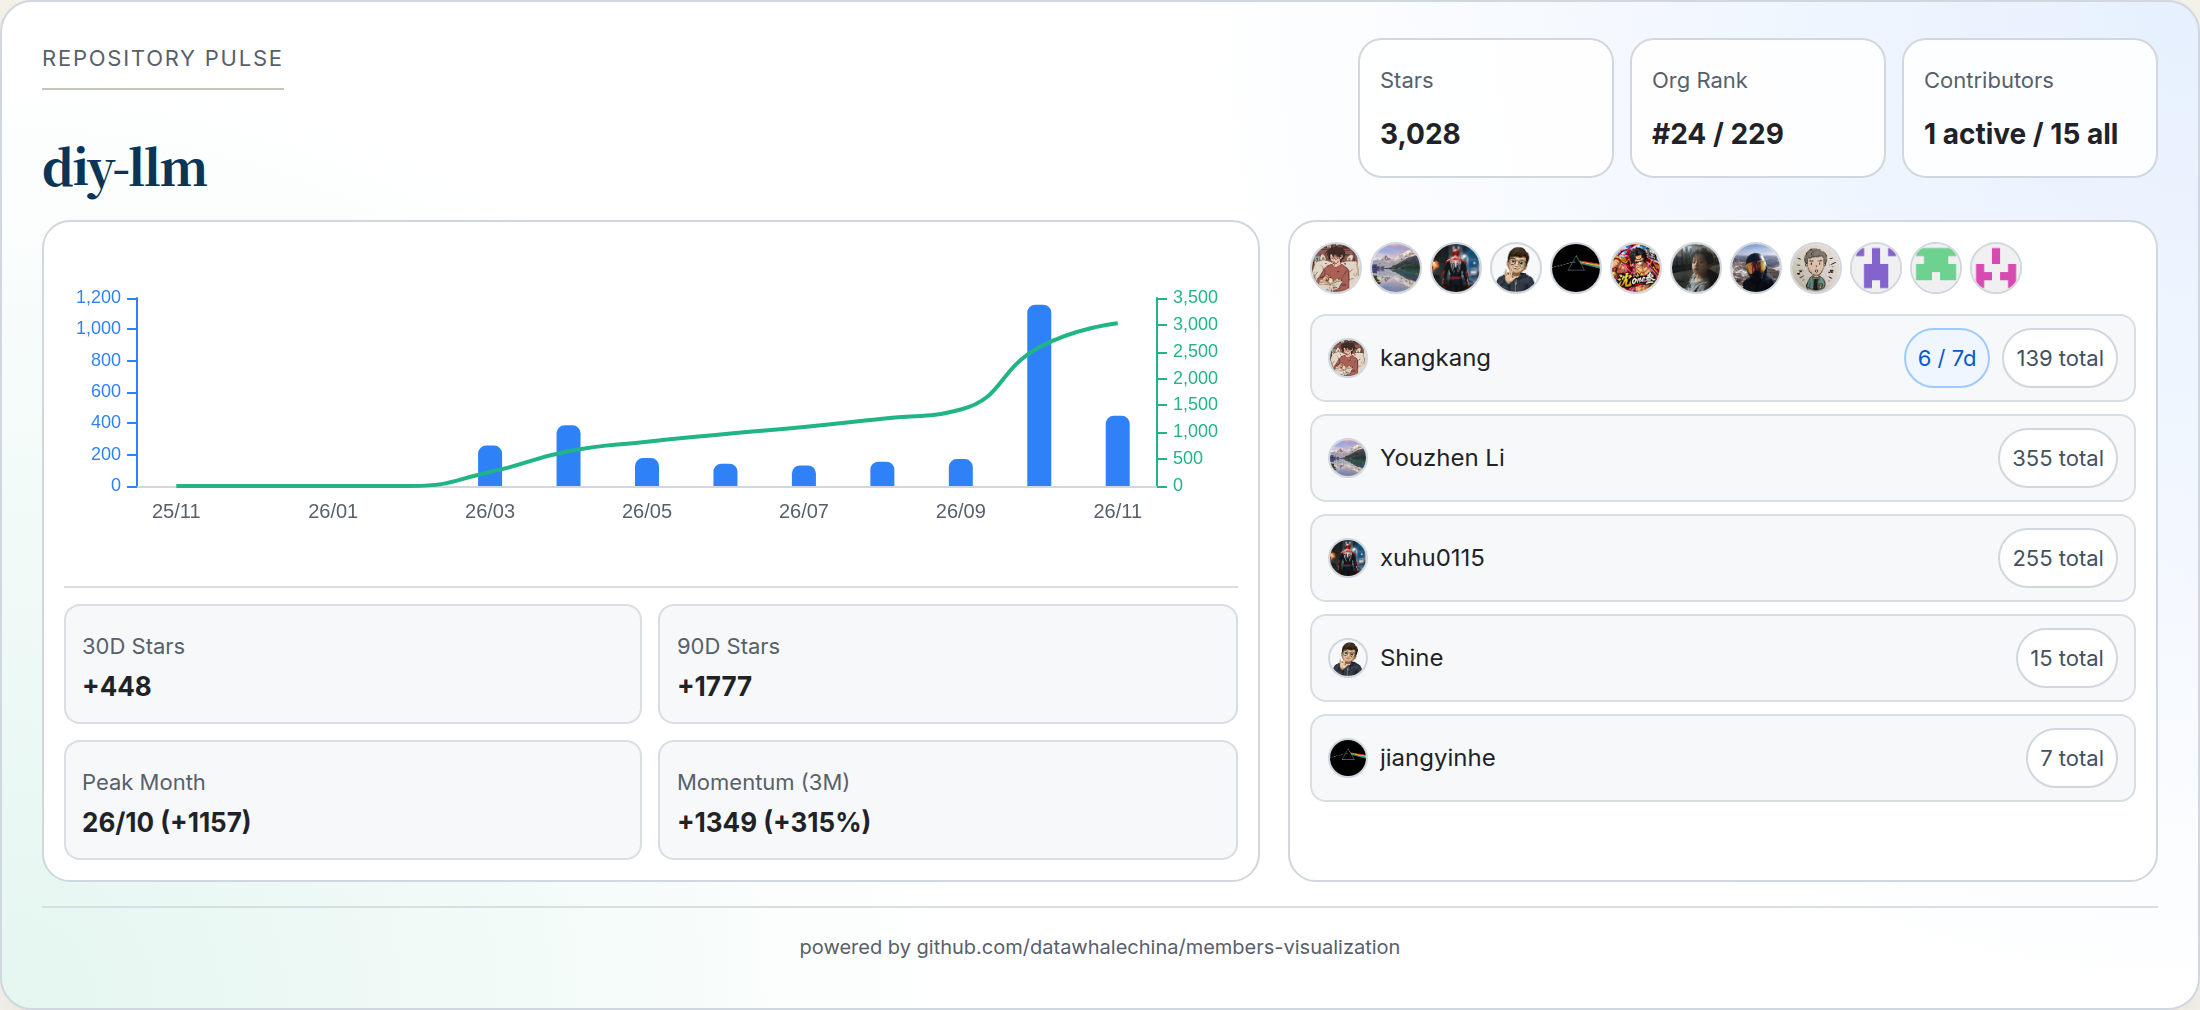 REPOSITORY PULSE
diy-llm
Stars
3,028
Org Rank
#24 / 229
Contributors
1 active / 15 all
1,200
1,000
800
600
400
200
0
3,500
3,000
2,500
2,000
1,500
1,000
500
0
25/11
26/01
26/03
26/05
26/07
26/09
26/11
30D Stars
+448
90D Stars
+1777
Peak Month
26/10 (+1157)
Momentum (3M)
+1349 (+315%)
kangkang
6 / 7d
139 total
Youzhen Li
355 total
xuhu0115
255 total
Shine
15 total
jiangyinhe
7 total
powered by github.com/datawhalechina/members-visualization